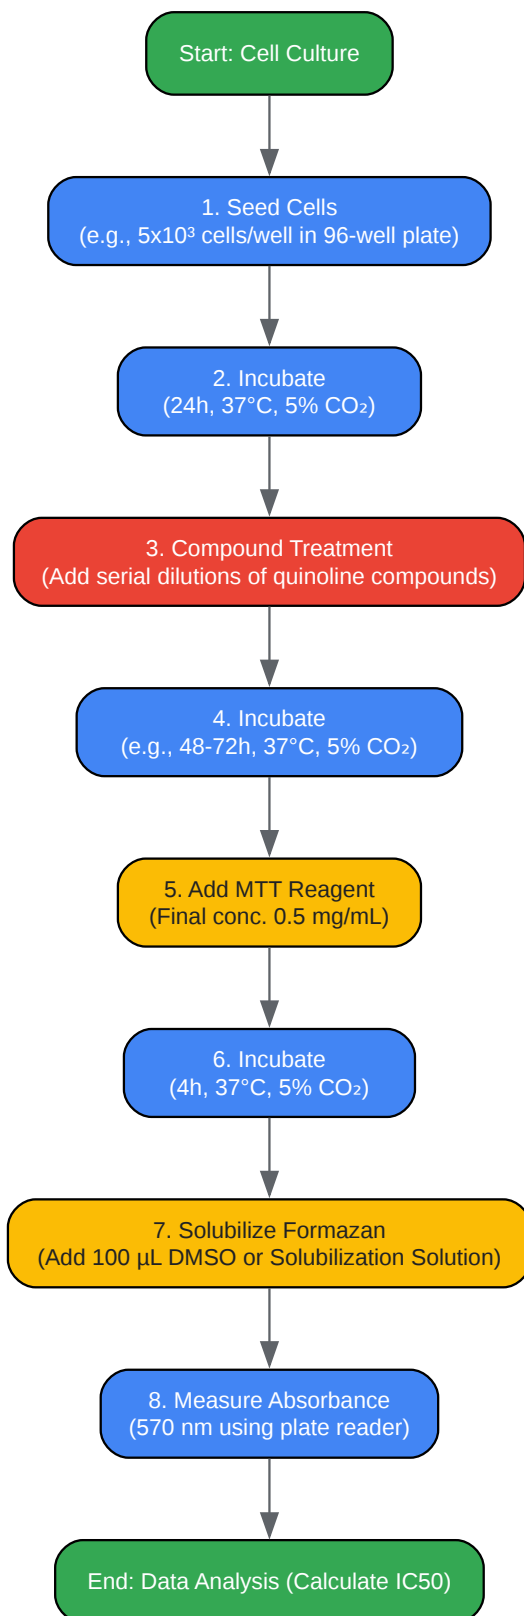 Start: Cell Culture
1. Seed Cells
(e.g., 5x10³ cells/well in 96-well plate)
2. Incubate
(24h, 37°C, 5% CO₂)
3. Compound Treatment
(Add serial dilutions of quinoline compounds)
4. Incubate
(e.g., 48-72h, 37°C, 5% CO₂)
5. Add MTT Reagent
(Final conc. 0.5 mg/mL)
6. Incubate
(4h, 37°C, 5% CO₂)
7. Solubilize Formazan
(Add 100 µL DMSO or Solubilization Solution)
8. Measure Absorbance
(570 nm using plate reader)
End: Data Analysis (Calculate IC50)